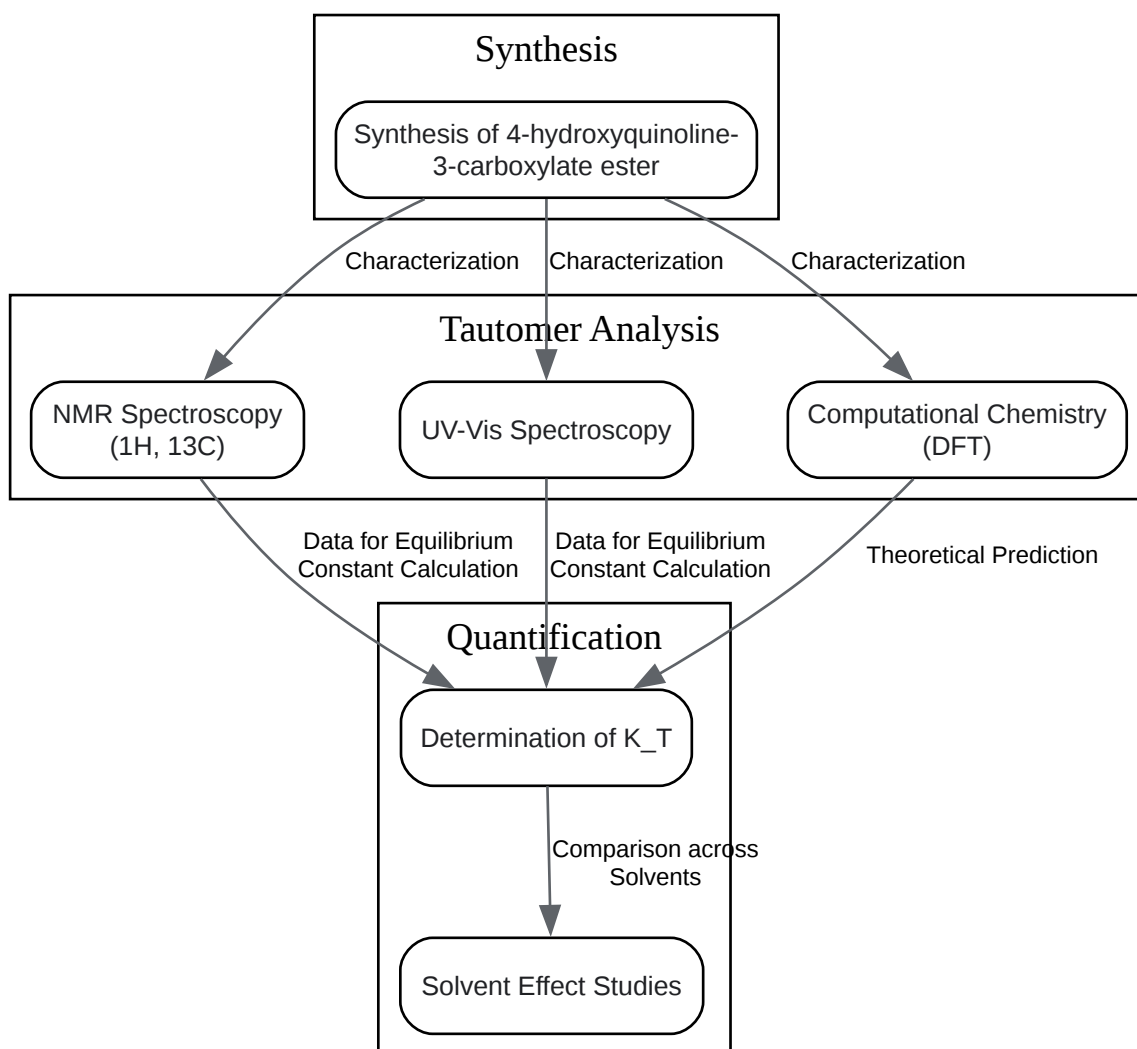 Synthesis
Synthesis of 4-hydroxyquinoline-
3-carboxylate ester
Characterization
Characterization
Characterization
Tautomer Analysis
NMR Spectroscopy
(1H, 13C)
UV-Vis Spectroscopy
Computational Chemistry
(DFT)
Data for Equilibrium
Constant Calculation
Data for Equilibrium
Constant Calculation
Theoretical Prediction
Quantification
Determination of K_T
Comparison across
Solvents
Solvent Effect Studies